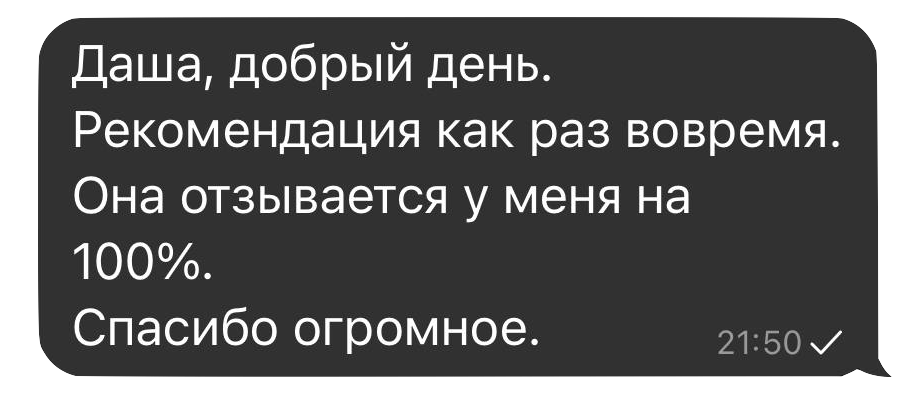 Даша, добрый день.
Рекомендация как раз вовремя.
Она отзывается у меня на
100%.
Спасибо огромное.
21:50